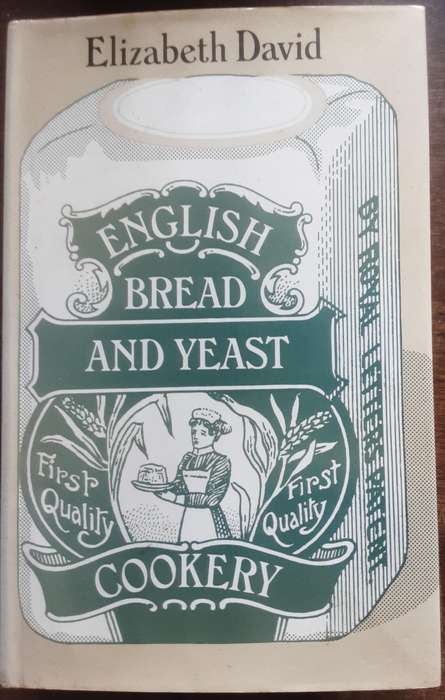 Elizabeth David
ENGLISH
BREAD
AND YEAST
First
Quality
First
Quality
COOKERY
BY ROYAL LETTERS PATENT.